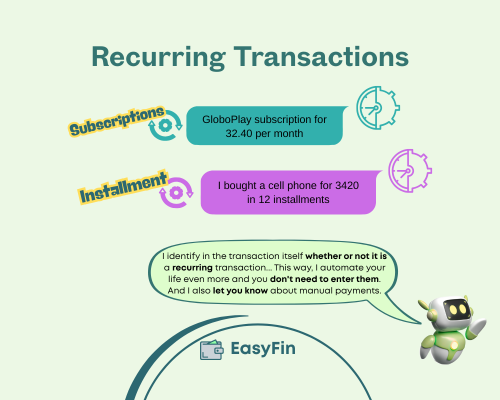 Recurring Transactions
Subscriptions
GloboPlay subscription for
32.40 per month
Installment
I bought a cell phone for 3420
in 12 installments
I identify in the transaction itself whether or not it is
a recurring transaction... This way, I automate your
life even more and you don't need to enter them.
And I also let you know about manual payments.
EasyFin